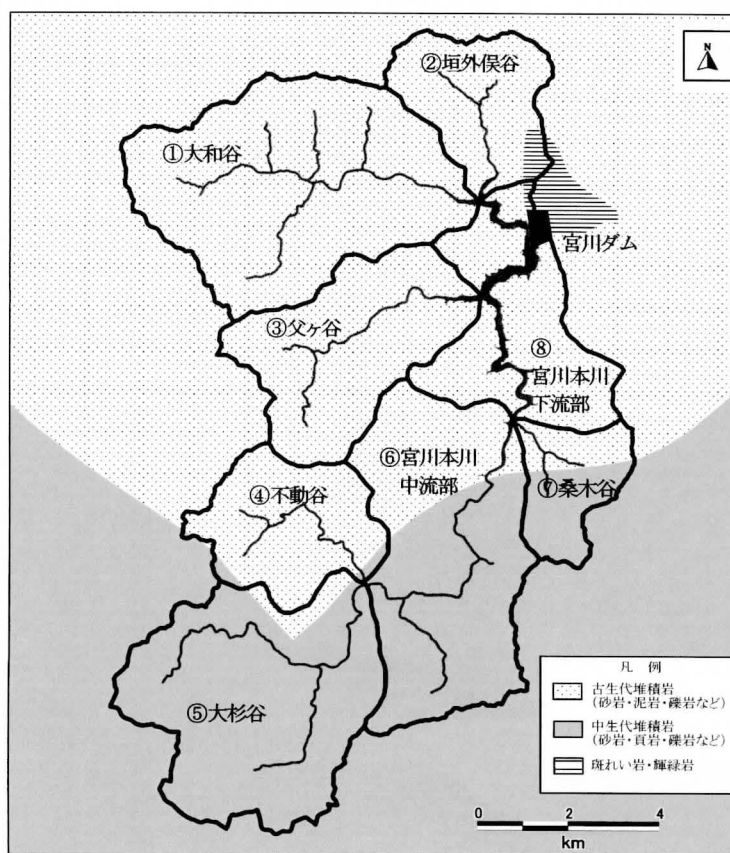 N
②垣外俣谷
①大和谷
宮川ダム
③父ヶ谷
⑧
宮川本川
下流部
⑥宮川本川
中流部
④不動谷
⑦桑木谷
⑤大杉谷
凡 例
古生代堆積岩
(砂岩・泥岩・礫岩など)
中生代堆積岩
(砂岩・頁岩・礫岩など)
斑れい岩・輝緑岩
0 2 4
km